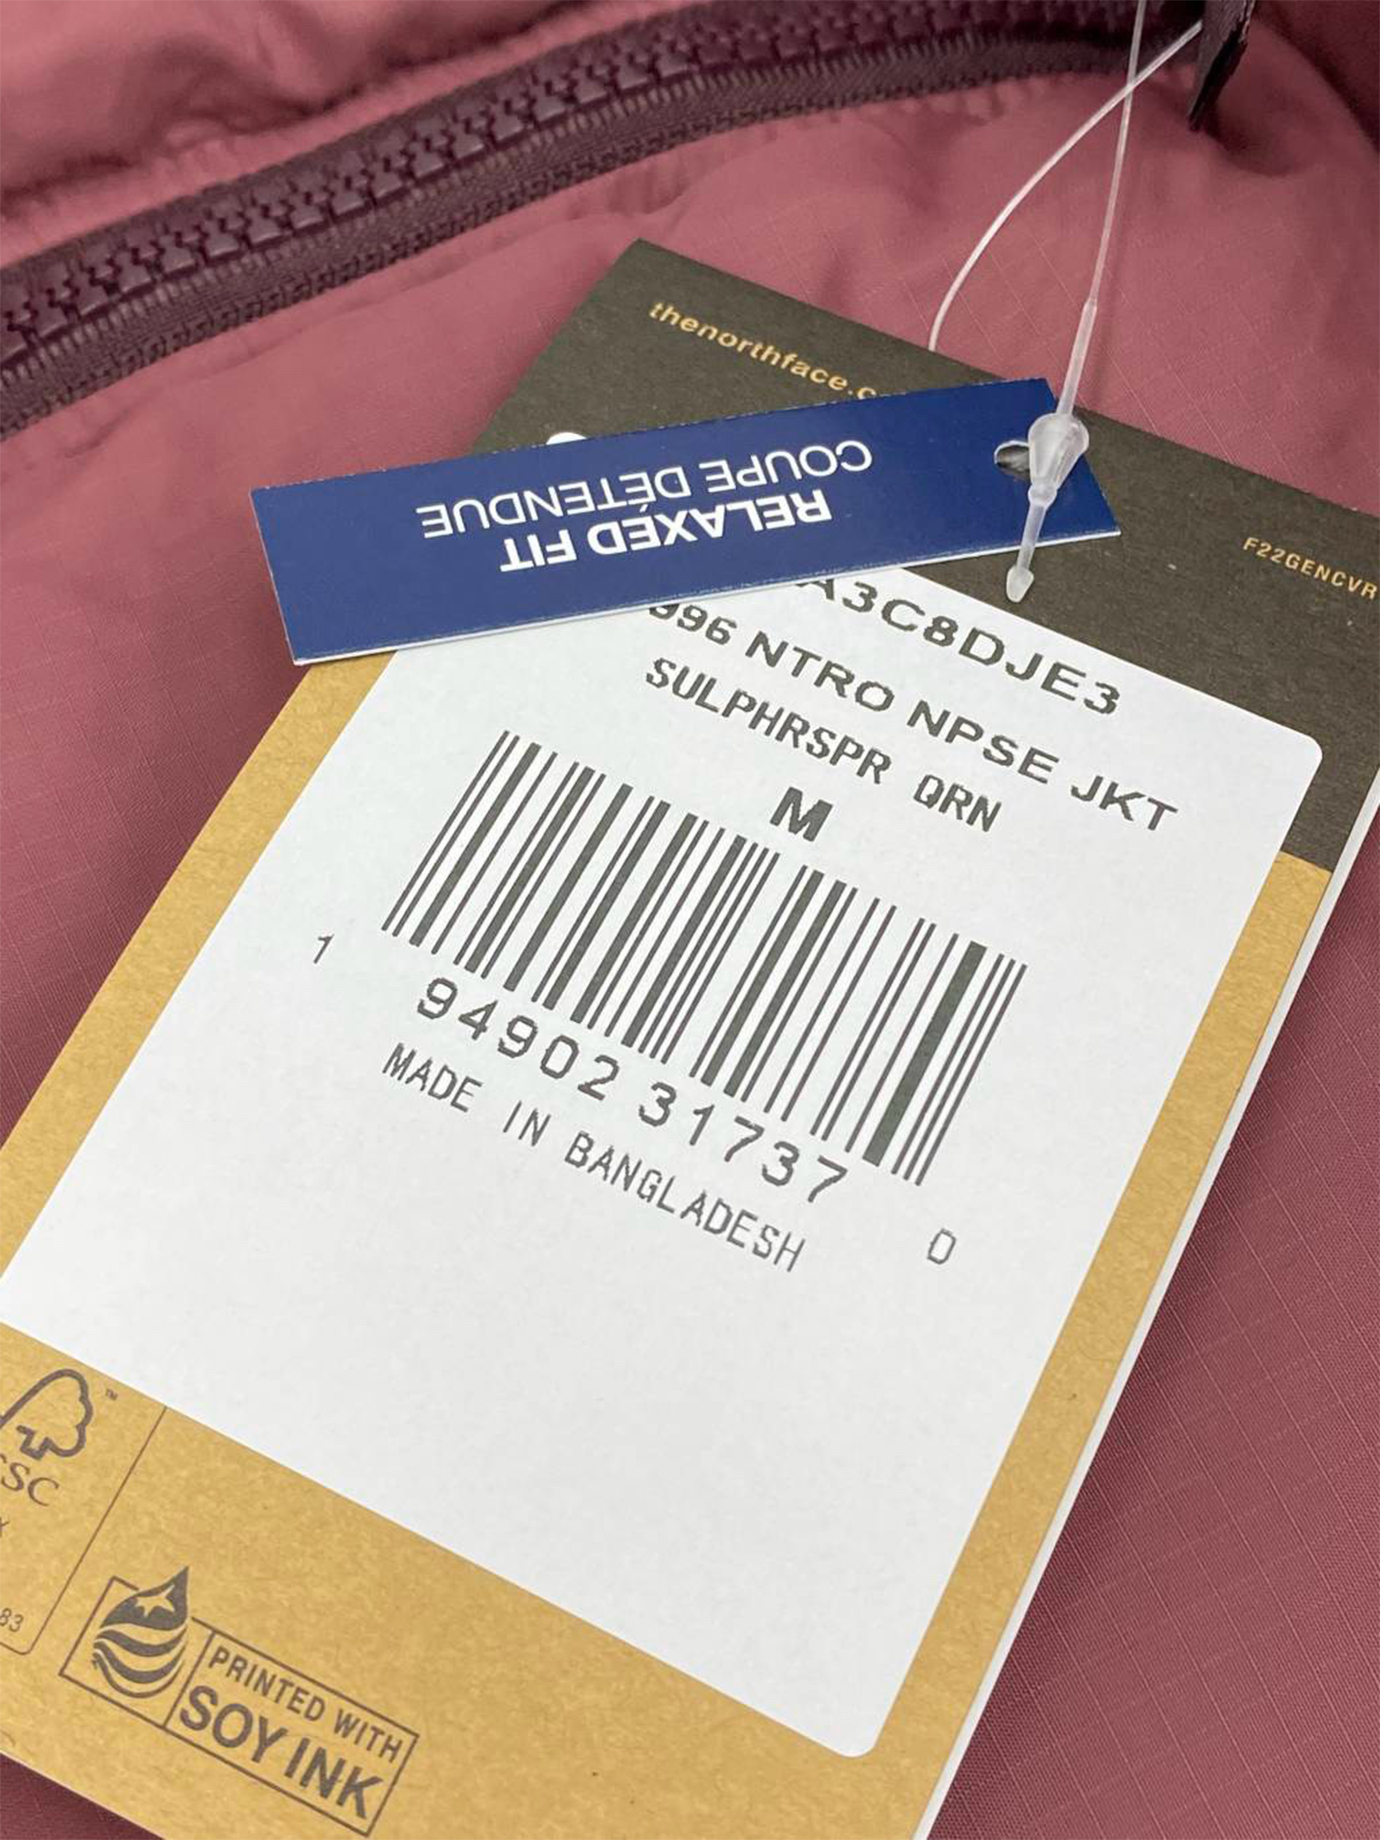 thenorthface.c
RELAXED FIT
COUPE DÉTENDUE
F22GENCVR
A3C8DJE3
996 NTRO NPSE JKT
SULPHRSPR QRN
M
1 94902 31737 0
MADE IN BANGLADESH
FSC
83
PRINTED WITH
SOY INK